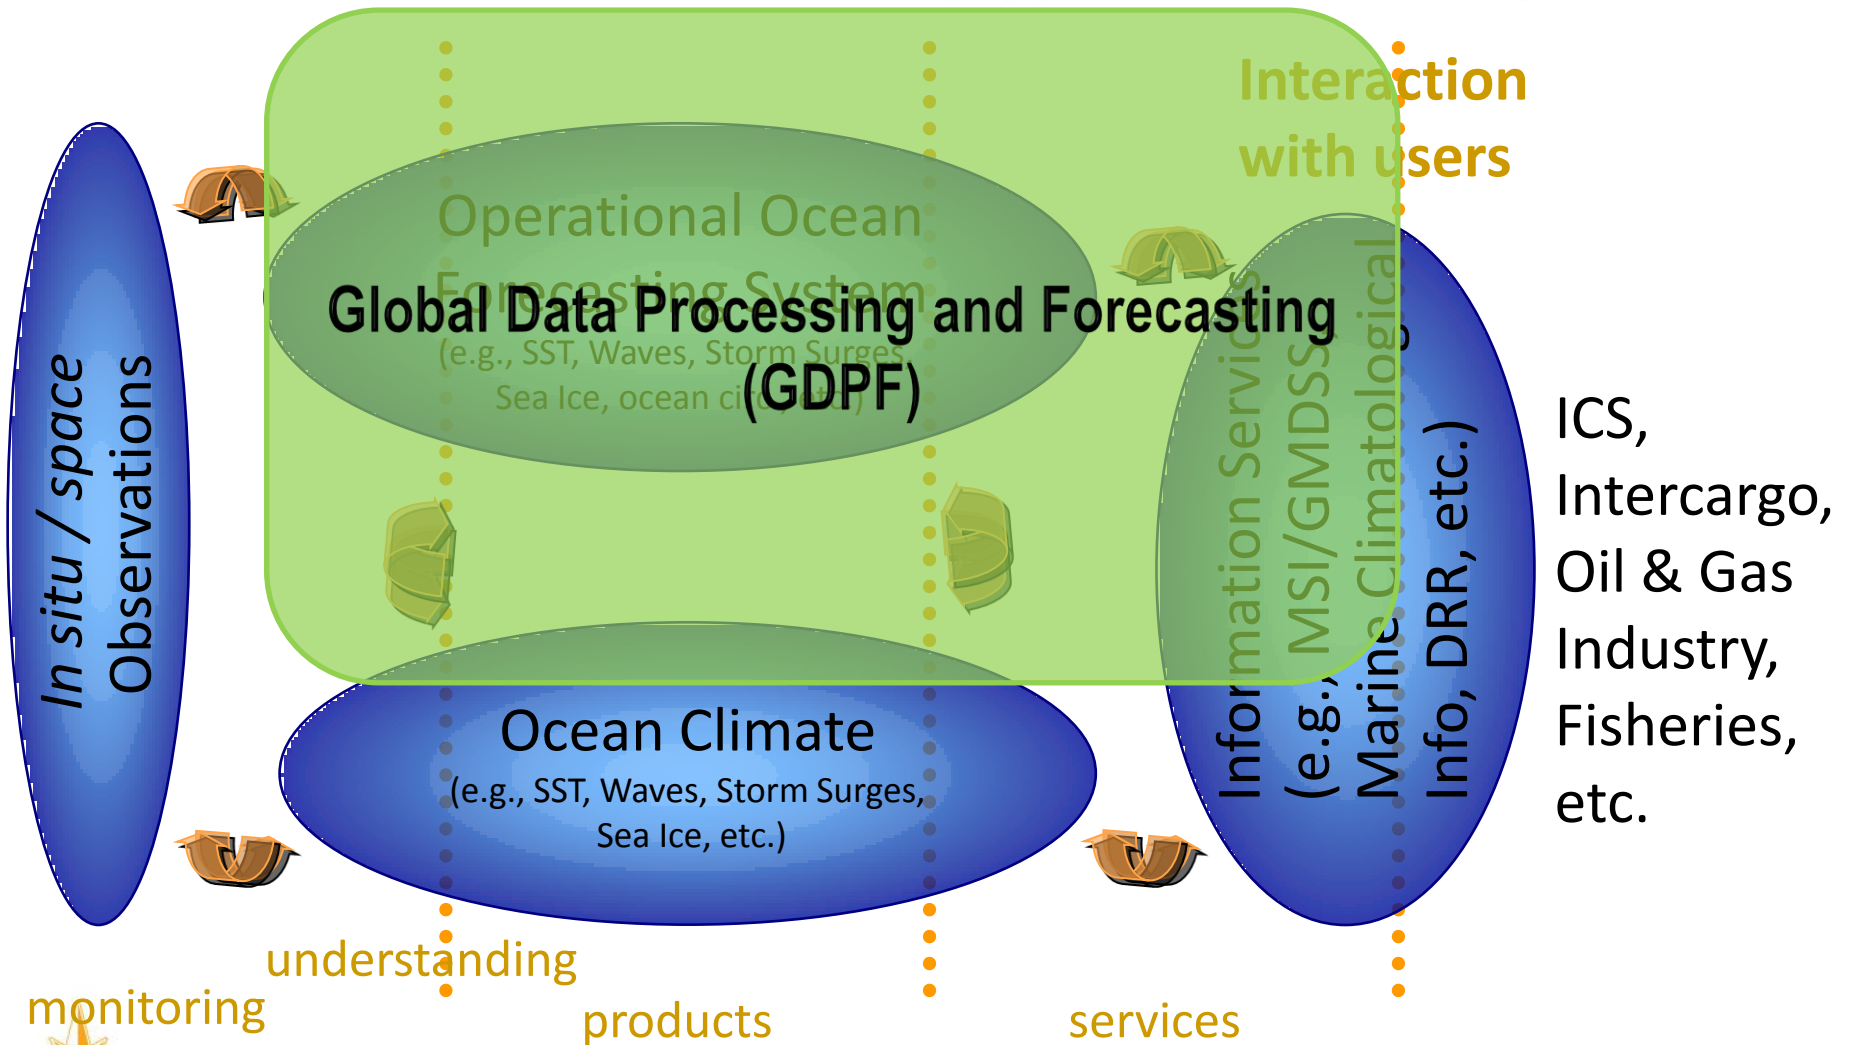 Interaction
with users
In situ / space
Observations
Operational Ocean
Forecasting System
(e.g., SST, Waves, Storm Surges,
Sea Ice, ocean circ., etc.)
Global Data Processing and Forecasting
(GDPF)
Ocean Climate
(e.g., SST, Waves, Storm Surges,
Sea Ice, etc.)
Information Services
(e.g., MSI/GMDSS,
Marine Climatological
Info, DRR, etc.)
ICS,
Intercargo,
Oil & Gas
Industry,
Fisheries,
etc.
understanding
monitoring
products
services